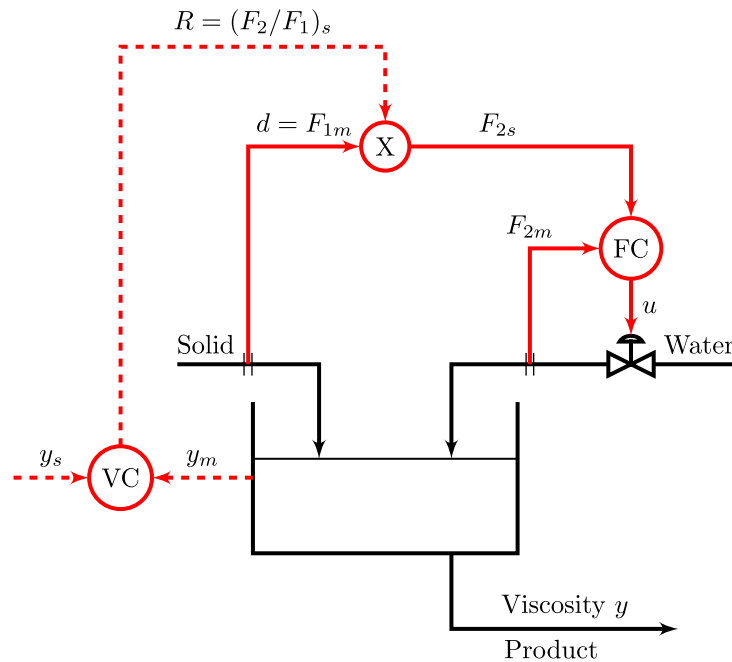 R = (F₂/F₁)ₛ
d = F₁ₘ
X
F₂ₛ
F₂ₘ
FC
u
Solid
Water
yₛ
VC
yₘ
Viscosity y
Product